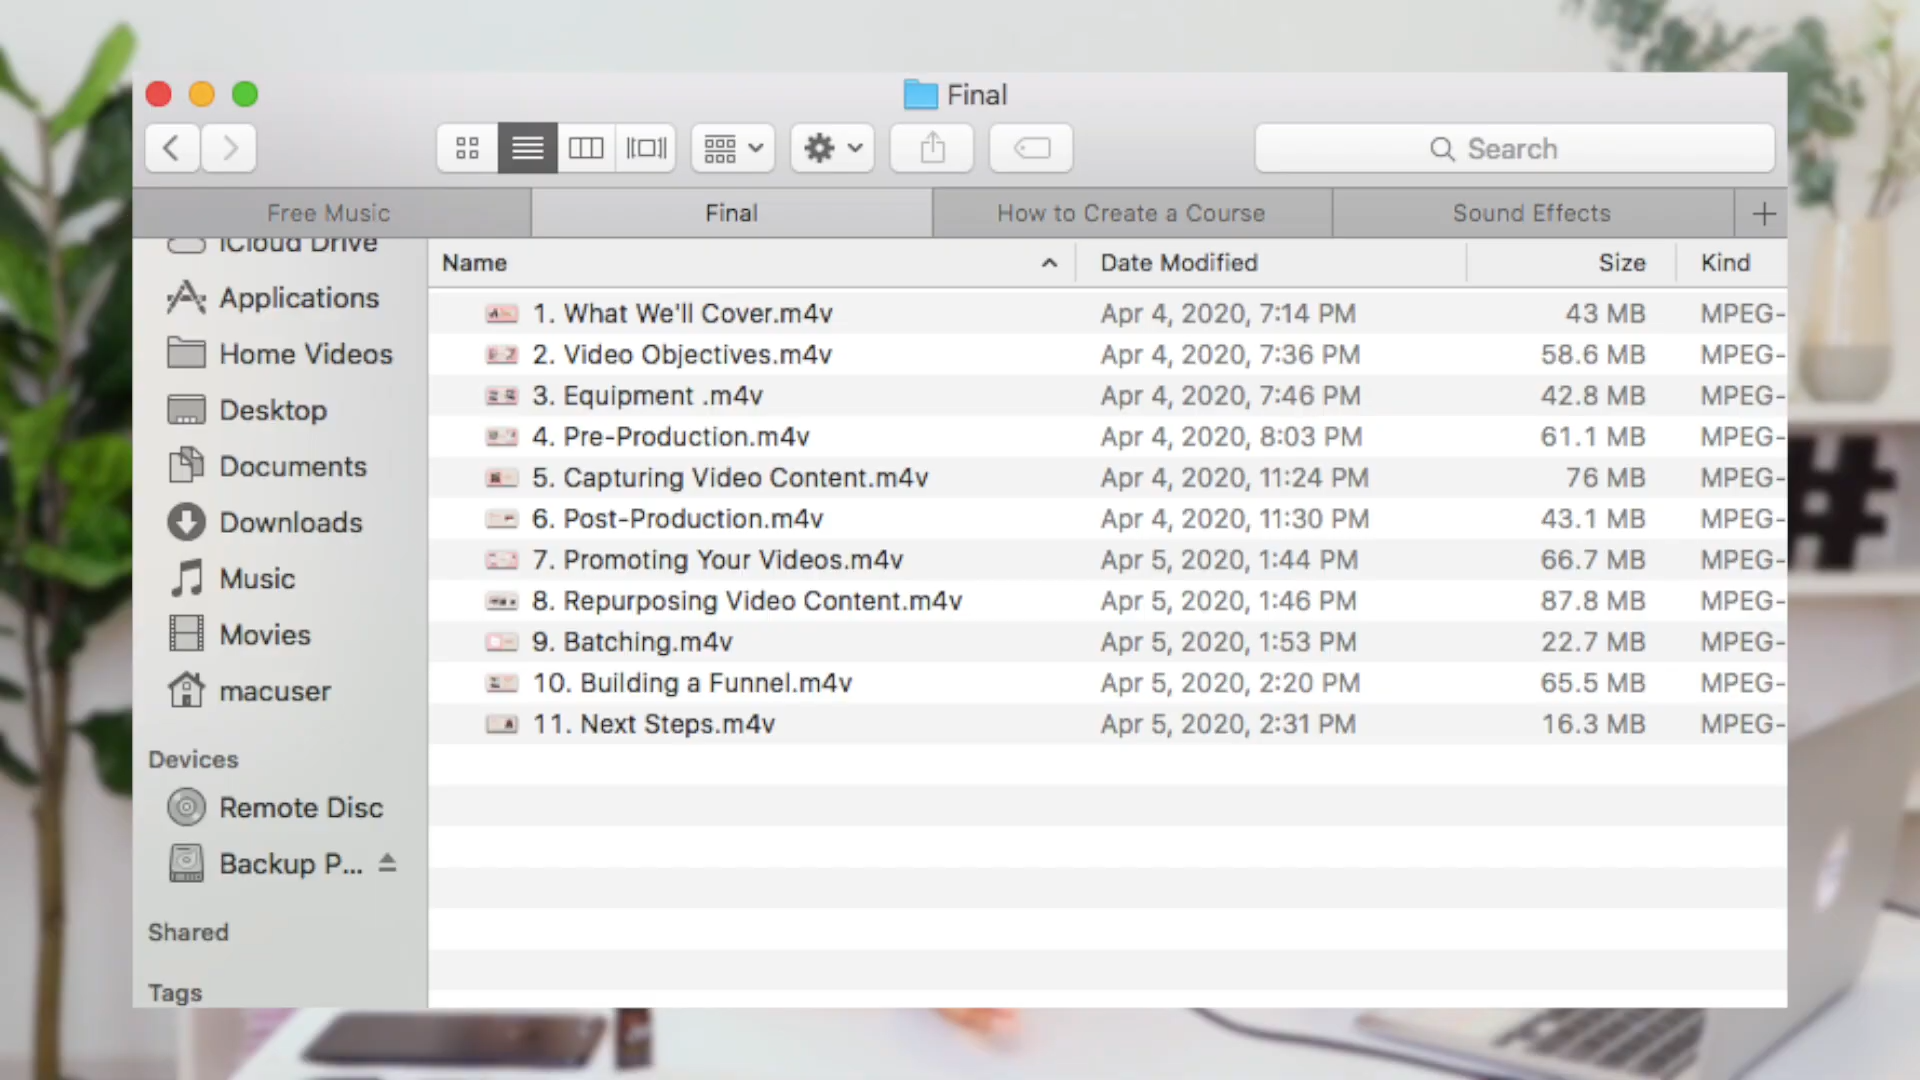 Final
Search
Free Music
Final
How to Create a Course
Sound Effects
iCloud Drive
Applications
Home Videos
Desktop
Documents
Downloads
Music
Movies
macuser
Devices
Remote Disc
Backup P...
Shared
Tags
Name Date Modified Size Kind
1. What We'll Cover.m4v Apr 4, 2020, 7:14 PM 43 MB MPEG-
2. Video Objectives.m4v Apr 4, 2020, 7:36 PM 58.6 MB MPEG-
3. Equipment .m4v Apr 4, 2020, 7:46 PM 42.8 MB MPEG-
4. Pre-Production.m4v Apr 4, 2020, 8:03 PM 61.1 MB MPEG-
5. Capturing Video Content.m4v Apr 4, 2020, 11:24 PM 76 MB MPEG-
6. Post-Production.m4v Apr 4, 2020, 11:30 PM 43.1 MB MPEG-
7. Promoting Your Videos.m4v Apr 5, 2020, 1:44 PM 66.7 MB MPEG-
8. Repurposing Video Content.m4v Apr 5, 2020, 1:46 PM 87.8 MB MPEG-
9. Batching.m4v Apr 5, 2020, 1:53 PM 22.7 MB MPEG-
10. Building a Funnel.m4v Apr 5, 2020, 2:20 PM 65.5 MB MPEG-
11. Next Steps.m4v Apr 5, 2020, 2:31 PM 16.3 MB MPEG-
#